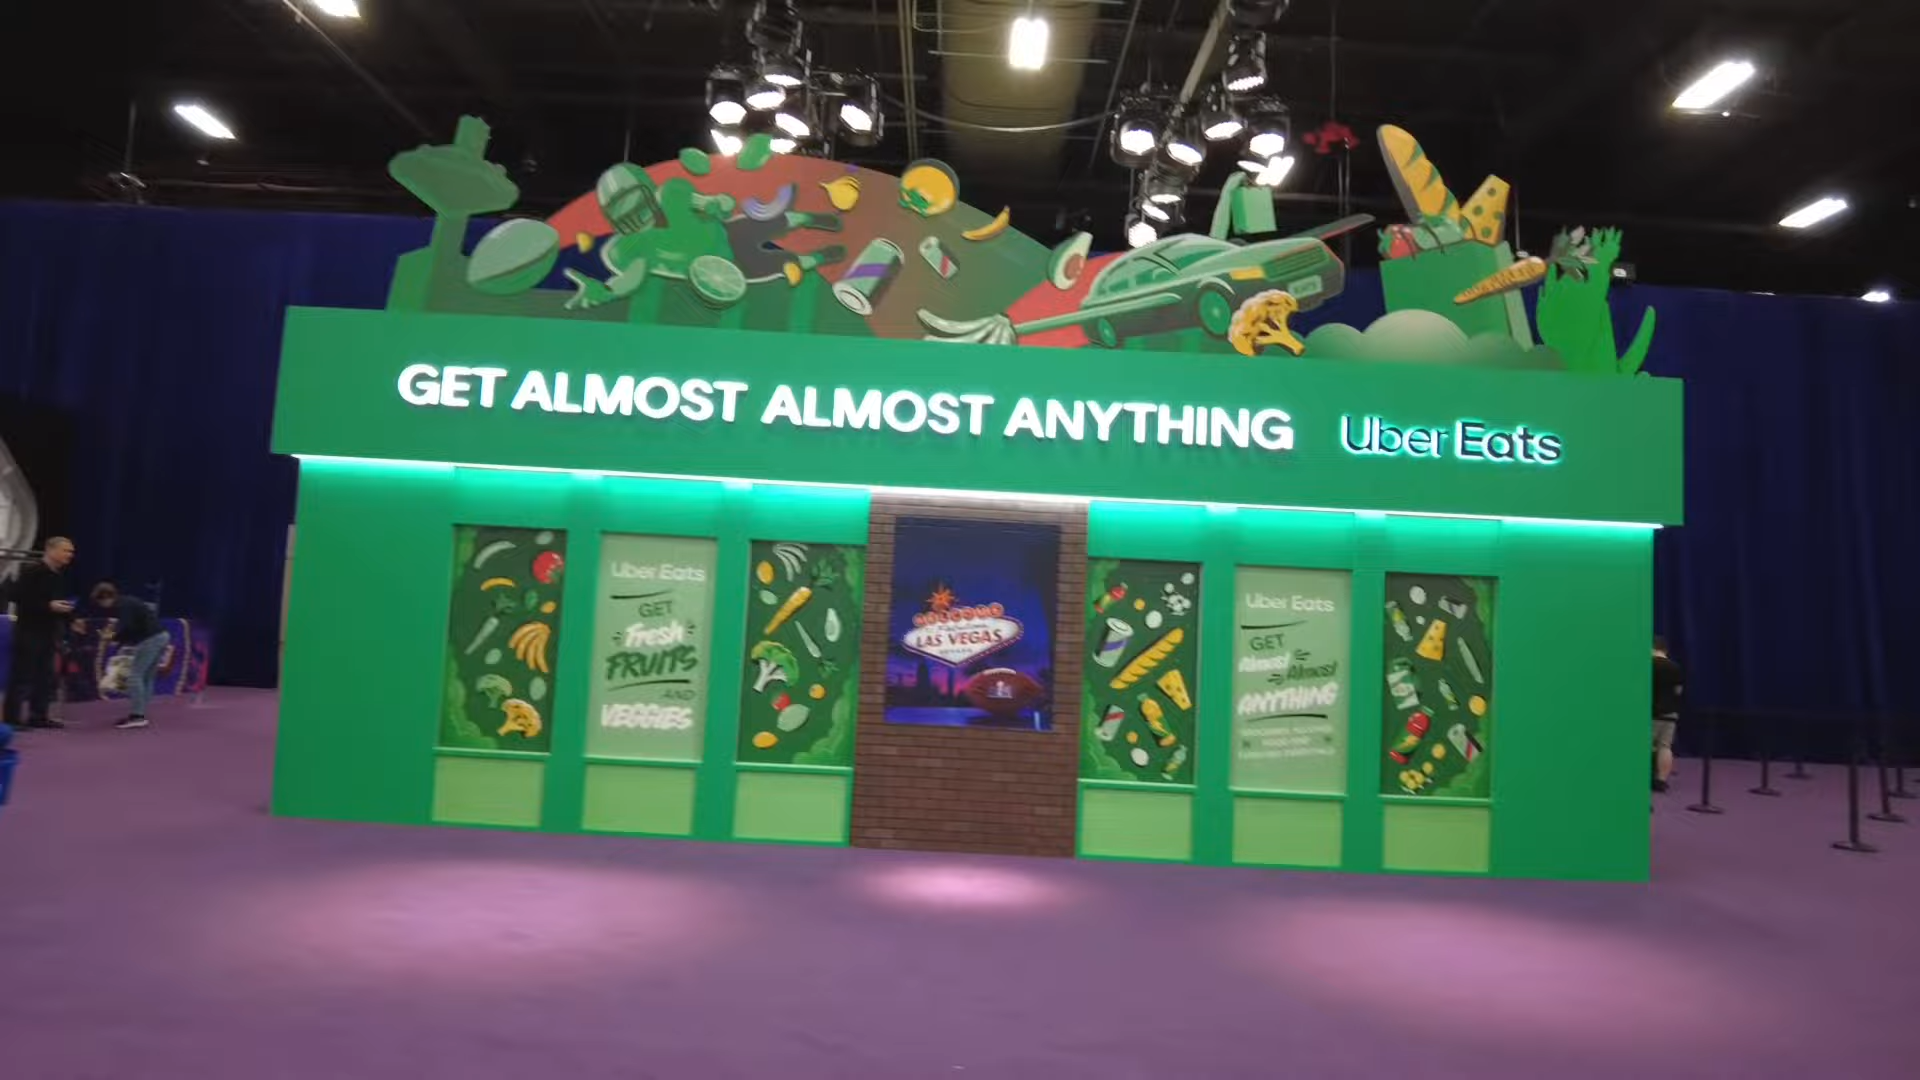 GET ALMOST ALMOST ANYTHING Uber Eats
Uber Eats
GET
Fresh
FRUITS
AND
VEGGIES
LAS VEGAS
Uber Eats
GET
Almost
Almost
ANYTHING